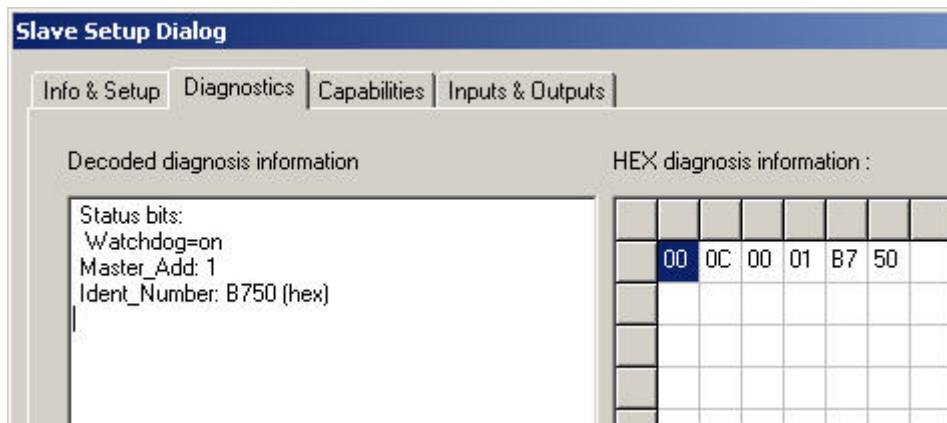 Slave Setup Dialog
Info & Setup Diagnostics Capabilities Inputs & Outputs
Decoded diagnosis information
HEX diagnosis information :
Status bits:
Watchdog=on
Master_Add: 1
Ident_Number: B750 (hex)
00 0C 00 01 B7 50